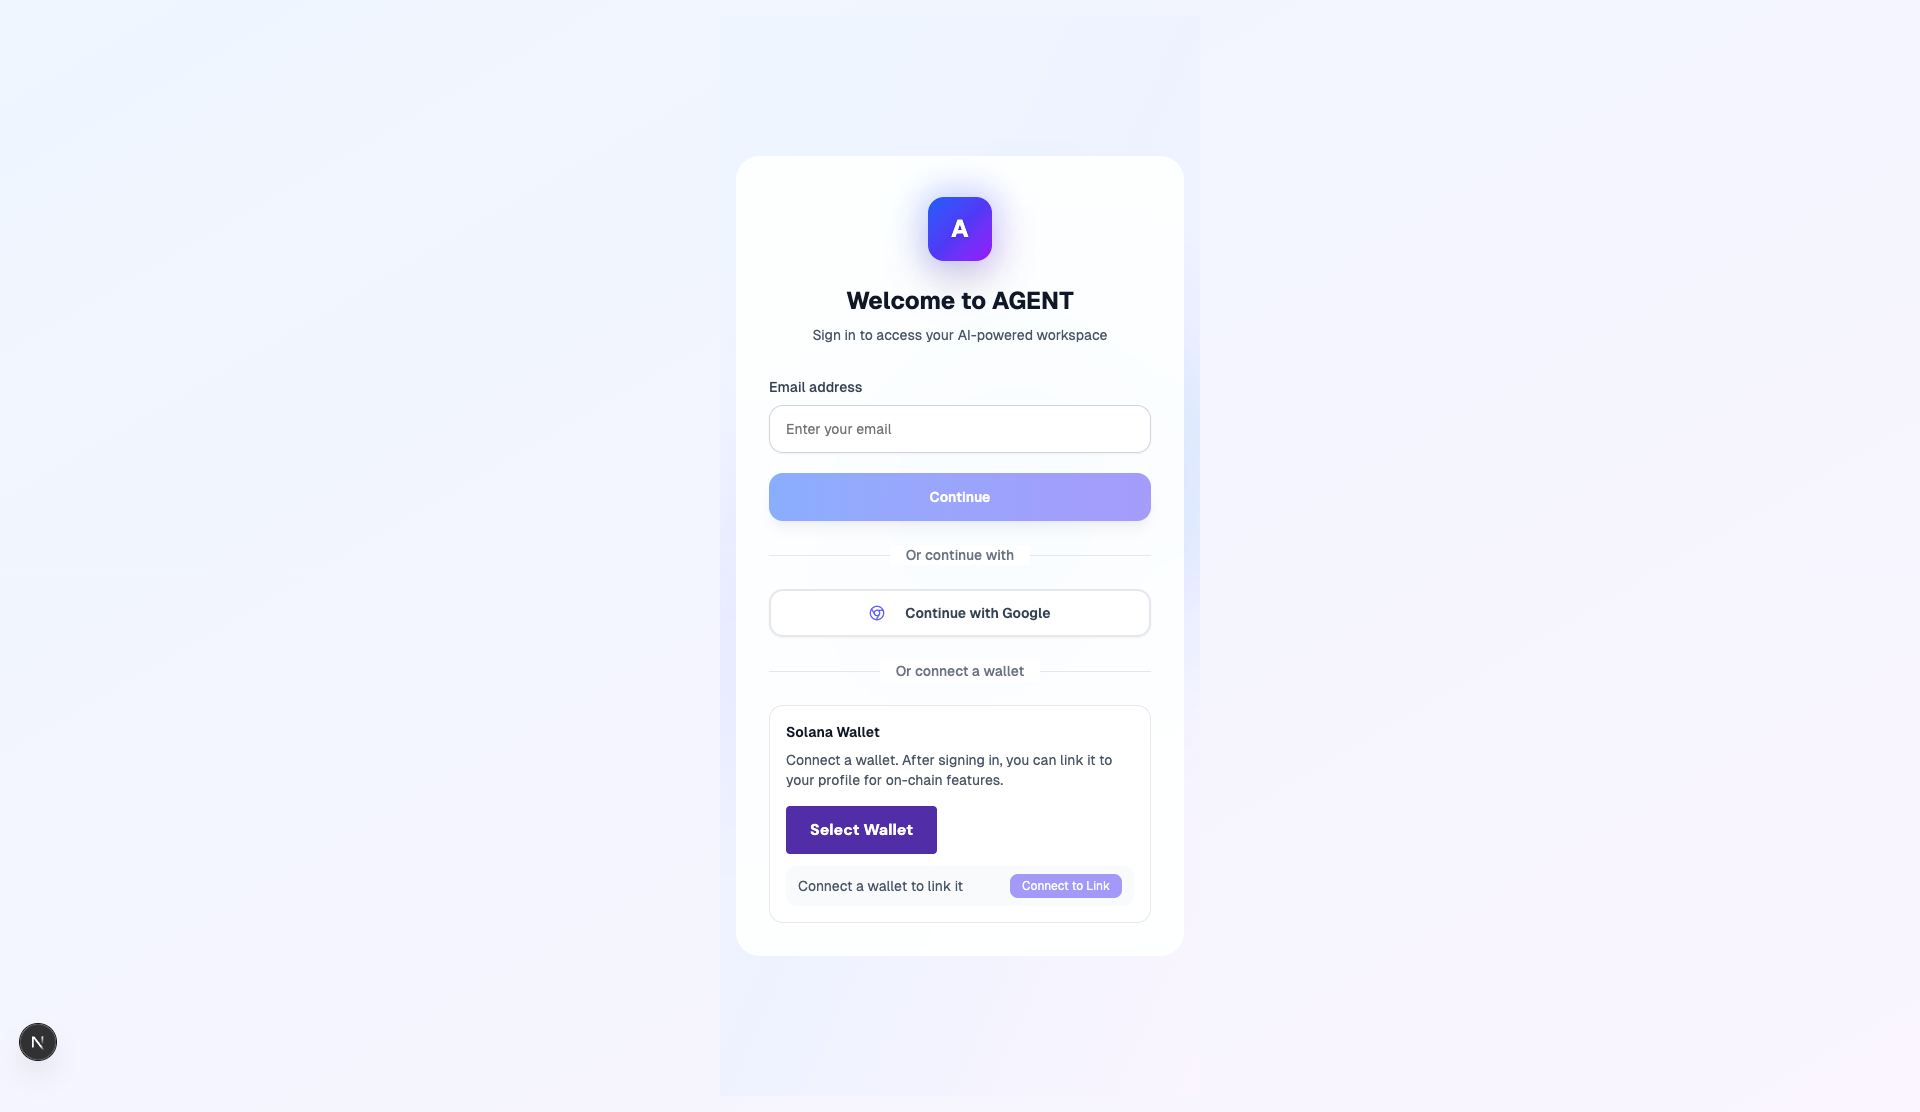 A
Welcome to AGENT
Sign in to access your AI-powered workspace
Email address
Enter your email
Continue
Or continue with
Continue with Google
Or connect a wallet
Solana Wallet
Connect a wallet. After signing in, you can link it to
your profile for on-chain features.
Select Wallet
Connect a wallet to link it
Connect to Link
N